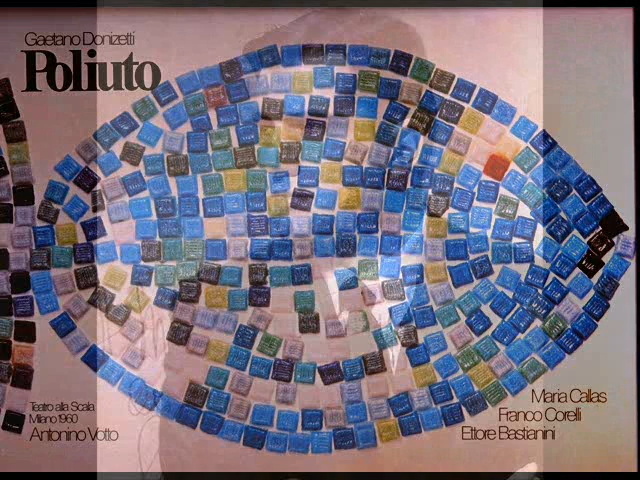 Gaetano Donizetti
Poliuto
Teatro alla Scala
Milano 1960
Antonino Votto
Maria Callas
Franco Corelli
Ettore Bastianini